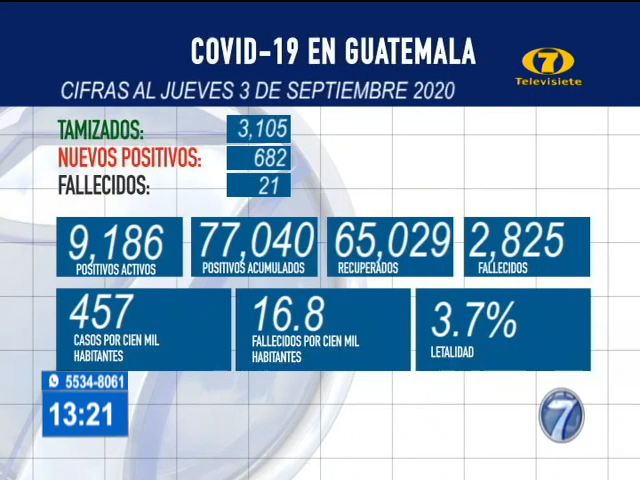 COVID-19 EN GUATEMALA
7
Televisiete
CIFRAS AL JUEVES 3 DE SEPTIEMBRE 2020
TAMIZADOS: 3,105
NUEVOS POSITIVOS: 682
FALLECIDOS: 21
9,186 77,040 65,029 2,825
POSITIVOS ACTIVOS POSITIVOS ACUMULADOS RECUPERADOS FALLECIDOS
457 16.8 3.7%
CASOS POR CIEN MIL FALLECIDOS POR CIEN MIL LETALIDAD
HABITANTES HABITANTES
5534-8061
13:21
7